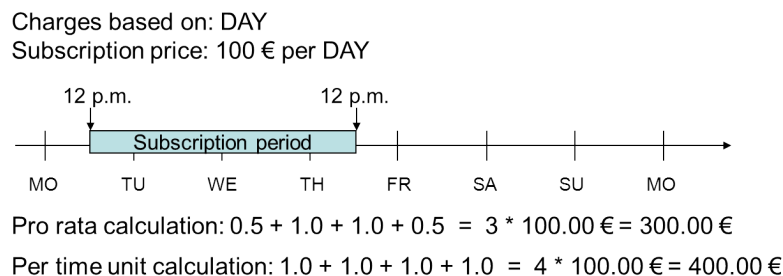 Charges based on: DAY
Subscription price: 100 € per DAY
12 p.m. 12 p.m.
Subscription period
MO TU WE TH FR SA SU MO
Pro rata calculation: 0.5 + 1.0 + 1.0 + 0.5 = 3 * 100.00 € = 300.00 €
Per time unit calculation: 1.0 + 1.0 + 1.0 + 1.0 = 4 * 100.00 € = 400.00 €